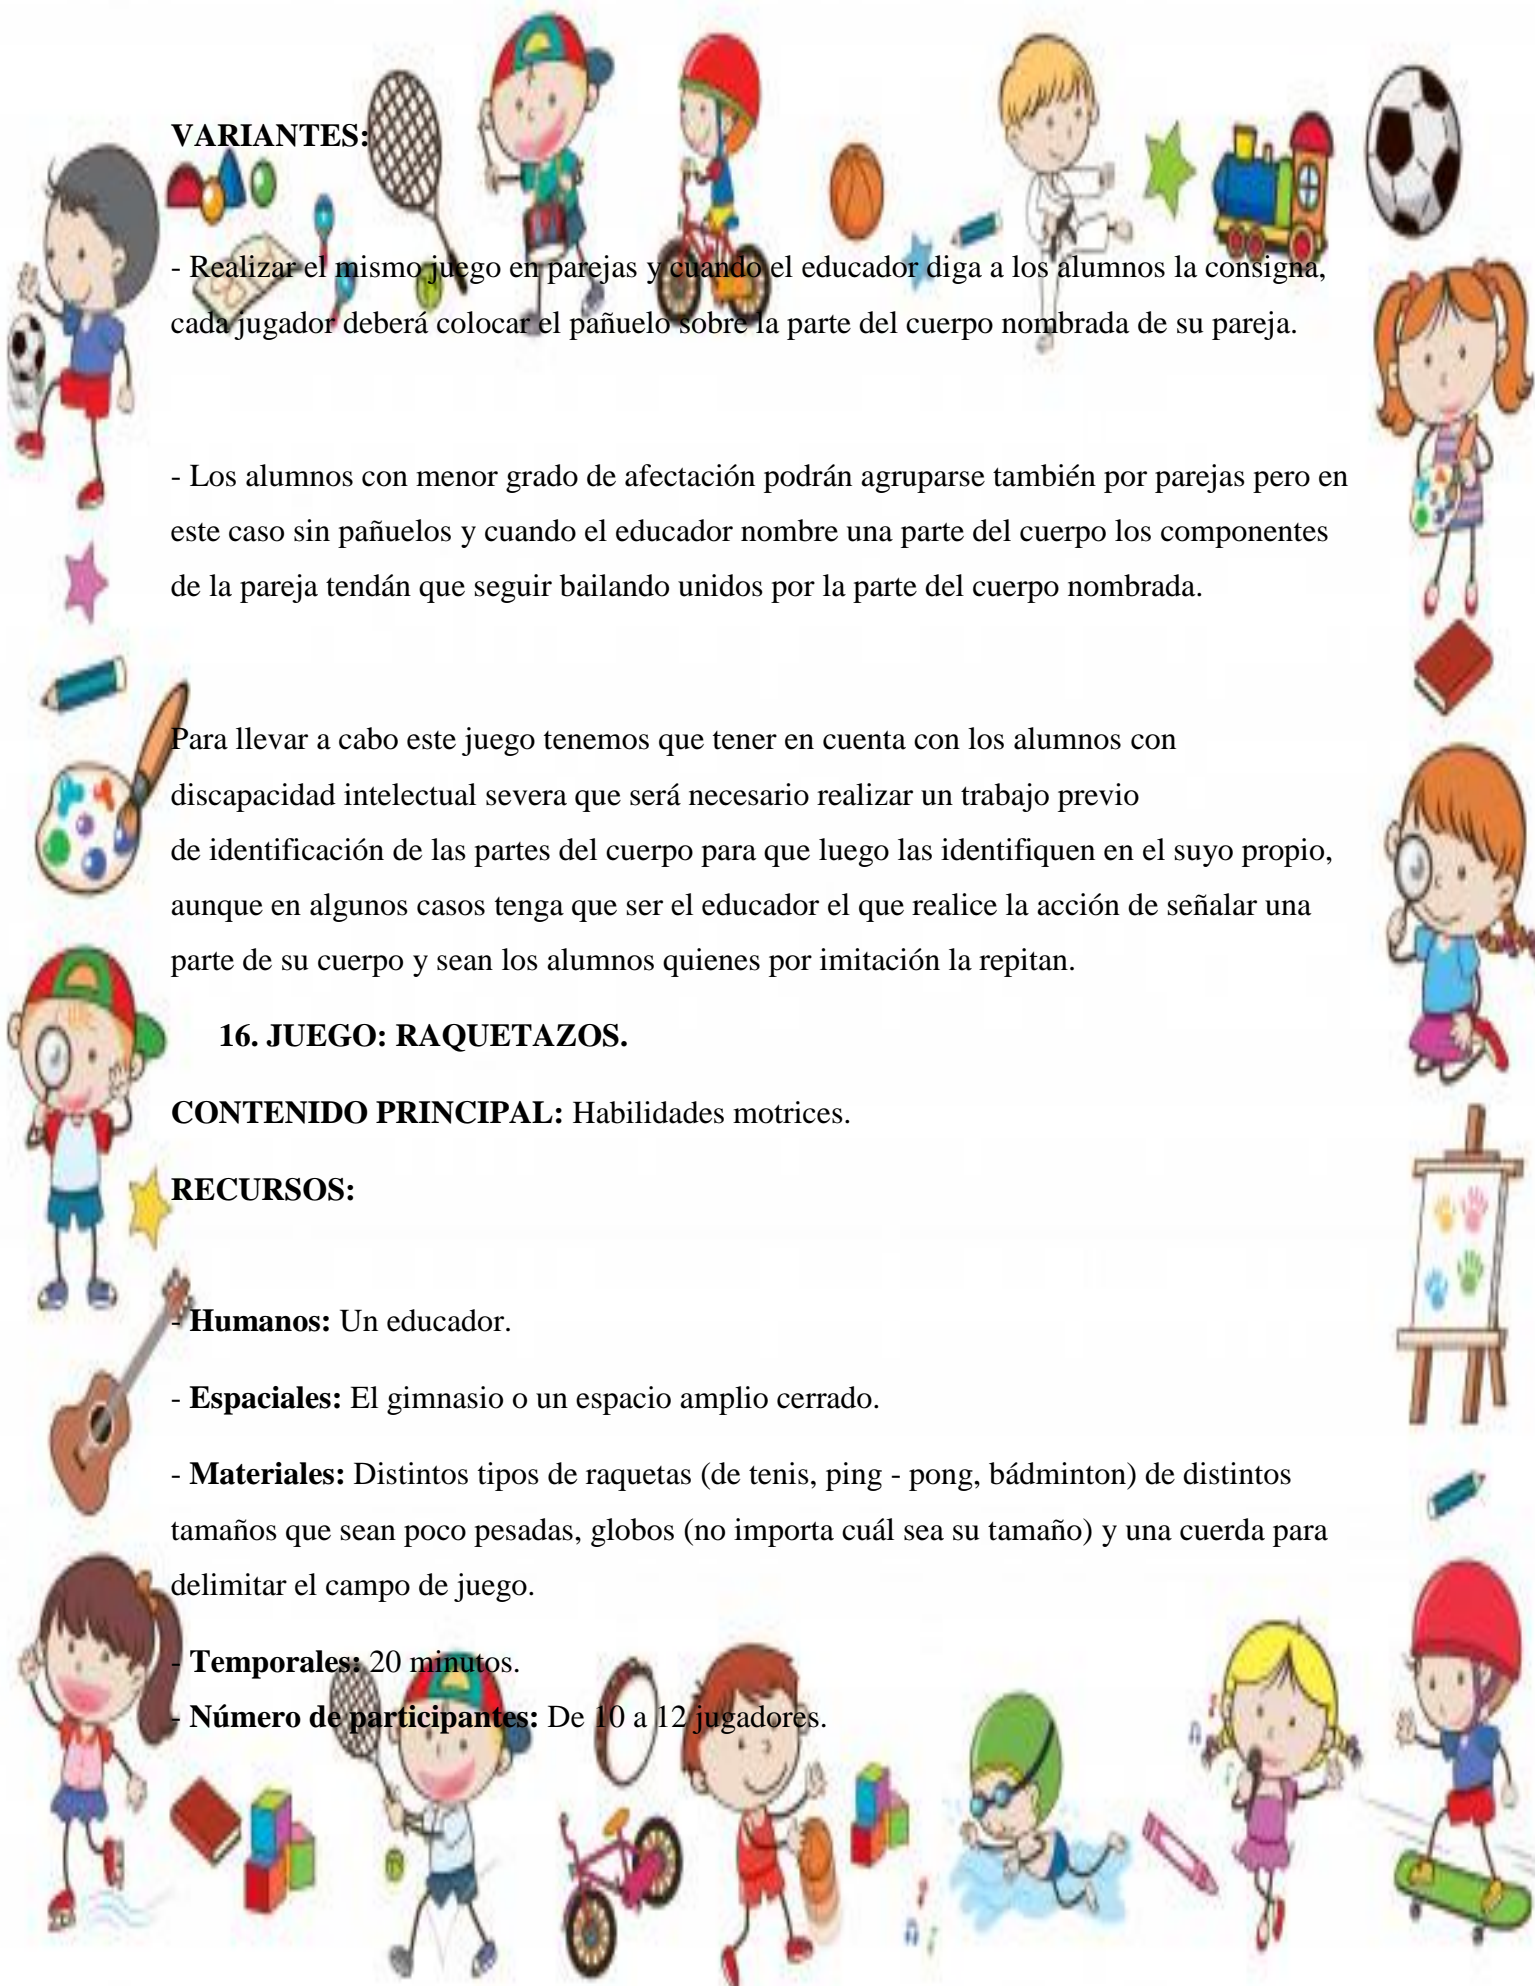 VARIANTES:
- Realizar el mismo juego en parejas y cuando el educador diga a los alumnos la consigna,
cada jugador deberá colocar el pañuelo sobre la parte del cuerpo nombrada de su pareja.
- Los alumnos con menor grado de afectación podrán agruparse también por parejas pero en
este caso sin pañuelos y cuando el educador nombre una parte del cuerpo los componentes
de la pareja tendán que seguir bailando unidos por la parte del cuerpo nombrada.
Para llevar a cabo este juego tenemos que tener en cuenta con los alumnos con
discapacidad intelectual severa que será necesario realizar un trabajo previo
de identificación de las partes del cuerpo para que luego las identifiquen en el suyo propio,
aunque en algunos casos tenga que ser el educador el que realice la acción de señalar una
parte de su cuerpo y sean los alumnos quienes por imitación la repitan.
16. JUEGO: RAQUETAZOS.
CONTENIDO PRINCIPAL: Habilidades motrices.
RECURSOS:
- Humanos: Un educador.
- Espaciales: El gimnasio o un espacio amplio cerrado.
- Materiales: Distintos tipos de raquetas (de tenis, ping - pong, bádminton) de distintos
tamaños que sean poco pesadas, globos (no importa cuál sea su tamaño) y una cuerda para
delimitar el campo de juego.
- Temporales: 20 minutos.
- Número de participantes: De 10 a 12 jugadores.